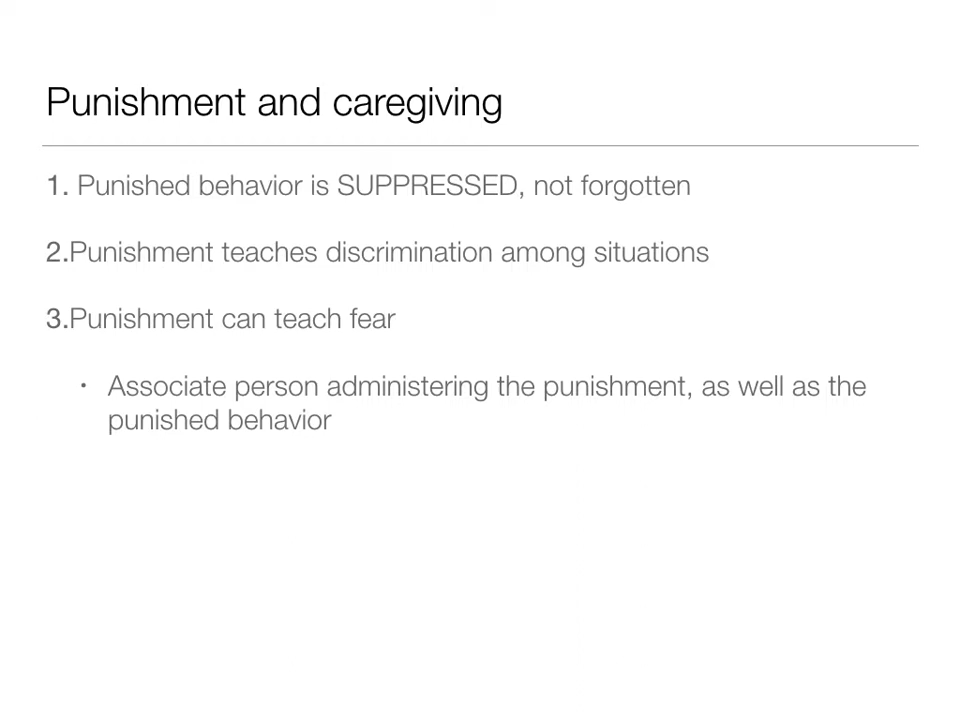 Punishment and caregiving
1. Punished behavior is SUPPRESSED, not forgotten
2.Punishment teaches discrimination among situations
3.Punishment can teach fear
• Associate person administering the punishment, as well as the
punished behavior